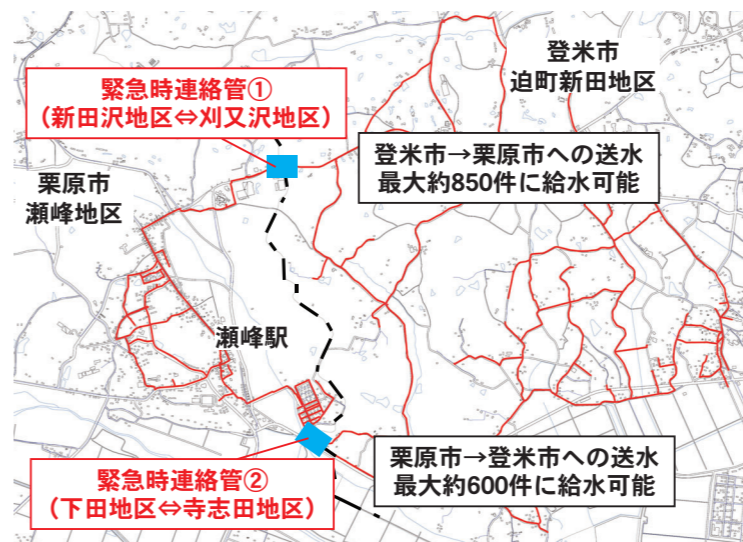 登米市
迫町新田地区
緊急時連絡管①
（新田沢地区⇔刈又沢地区）
登米市→栗原市への送水
最大約850件に給水可能
栗原市
瀬峰地区
瀬峰駅
栗原市→登米市への送水
最大約600件に給水可能
緊急時連絡管②
（下田地区⇔寺志田地区）